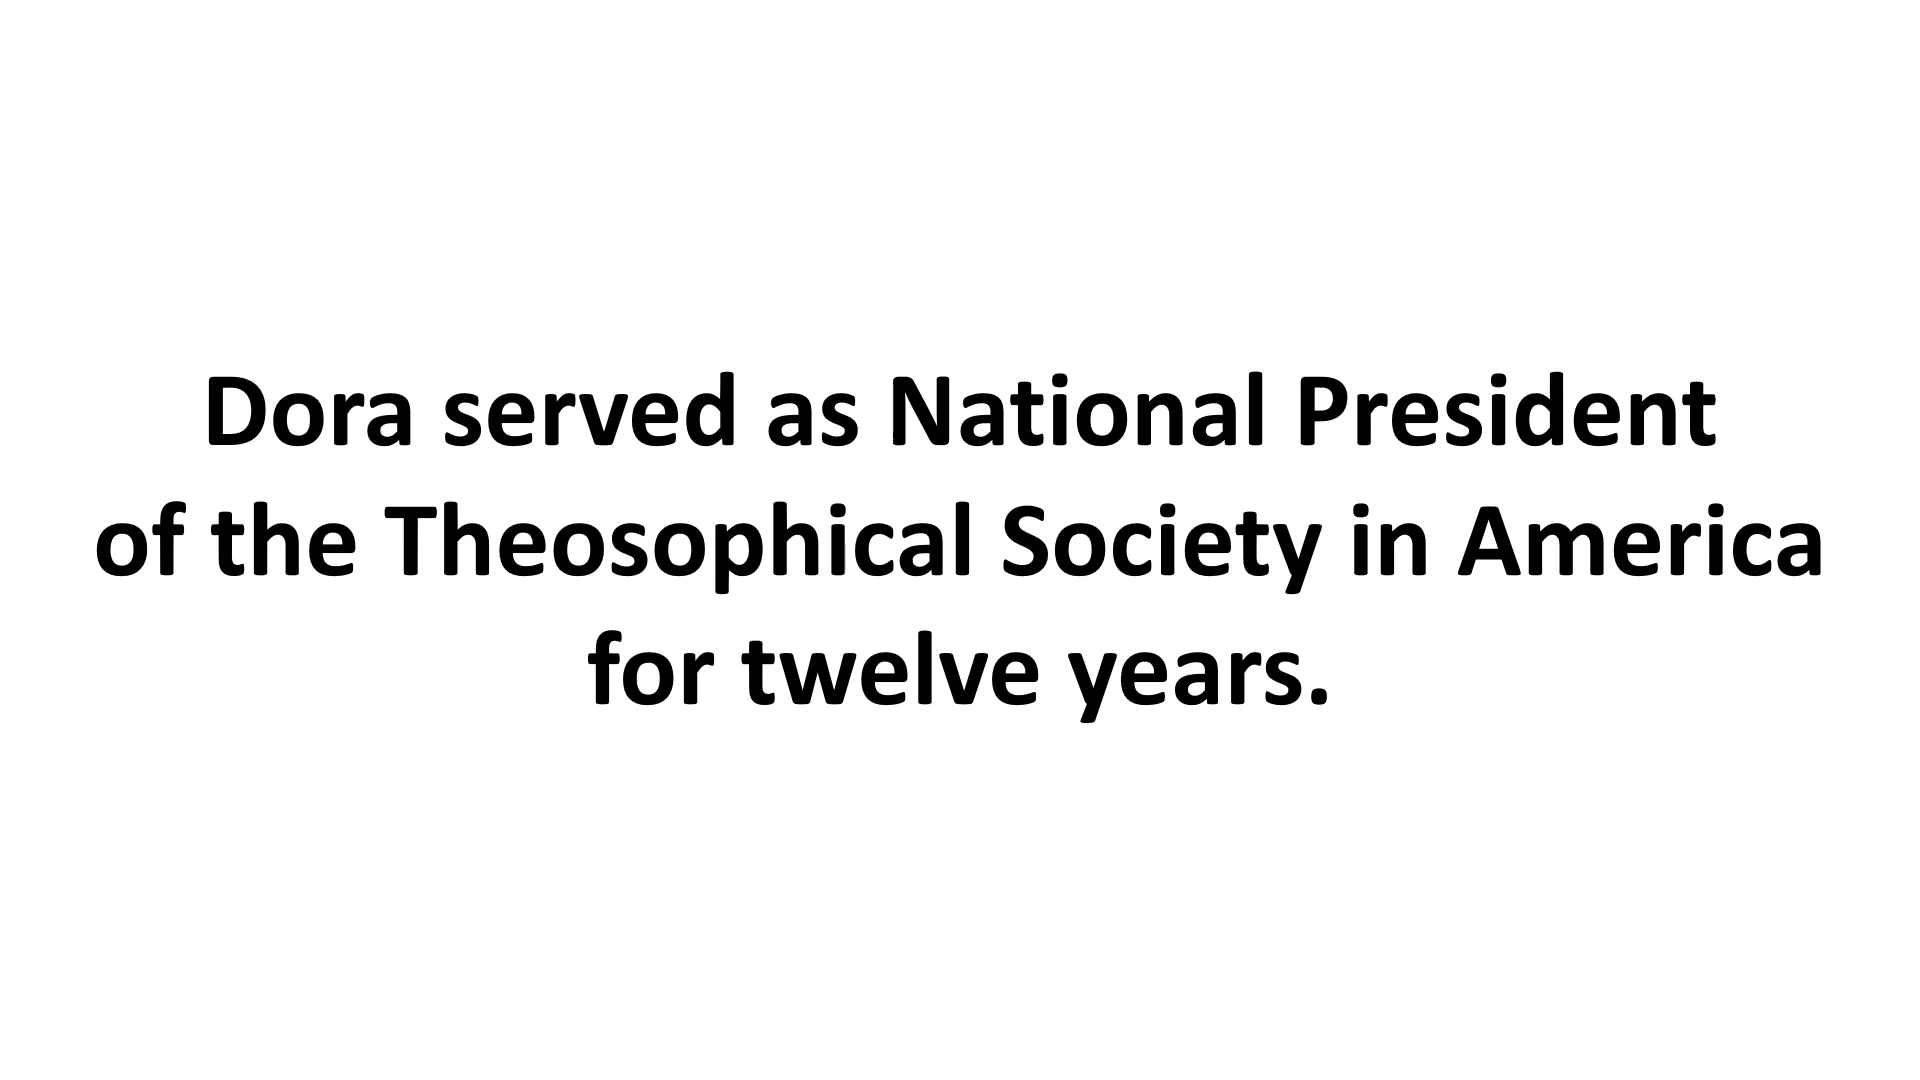 Dora served as National President
of the Theosophical Society in America
for twelve years.